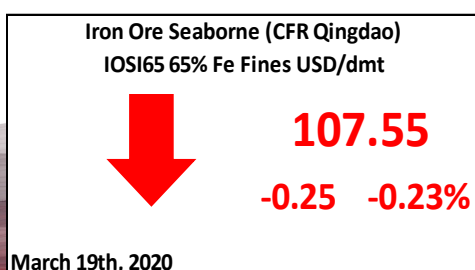 Iron Ore Seaborne (CFR Qingdao)
IOSI65 65% Fe Fines USD/dmt
107.55
-0.25 -0.23%
March 19th, 2020